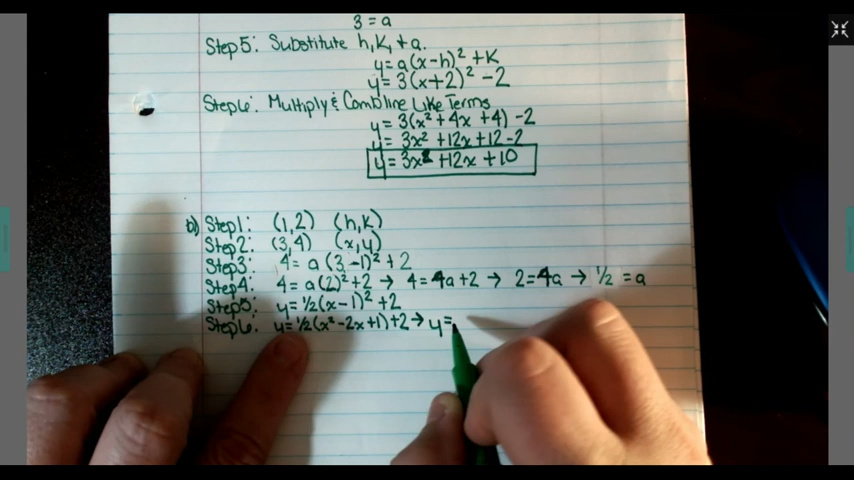 3 = a
Step 5: Substitute h, k, + a.
y = a(x-h)² + k
y = 3(x+2)² - 2
Step 6: Multiply & Combine Like Terms
y = 3(x² + 4x + 4) - 2
y = 3x² + 12x + 12 - 2
y = 3x² + 12x + 10
b) Step 1: (1,2) (h,k)
Step 2: (3,4) (x,y)
Step 3: 4 = a(3-1)² + 2
Step 4: 4 = a(2)² + 2 → 4 = 4a + 2 → 2 = 4a → 1/2 = a
Step 5: y = 1/2(x-1)² + 2
Step 6: y = 1/2(x² - 2x + 1) + 2 → y =